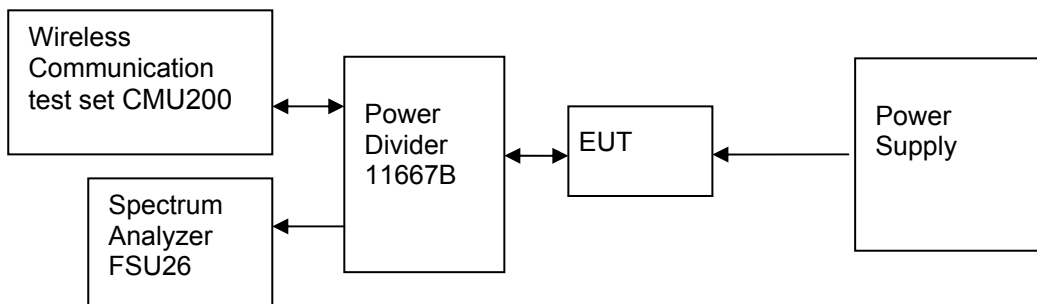 Wireless
Communication
test set CMU200
Power
Divider
11667B
EUT
Power
Supply
Spectrum
Analyzer
FSU26